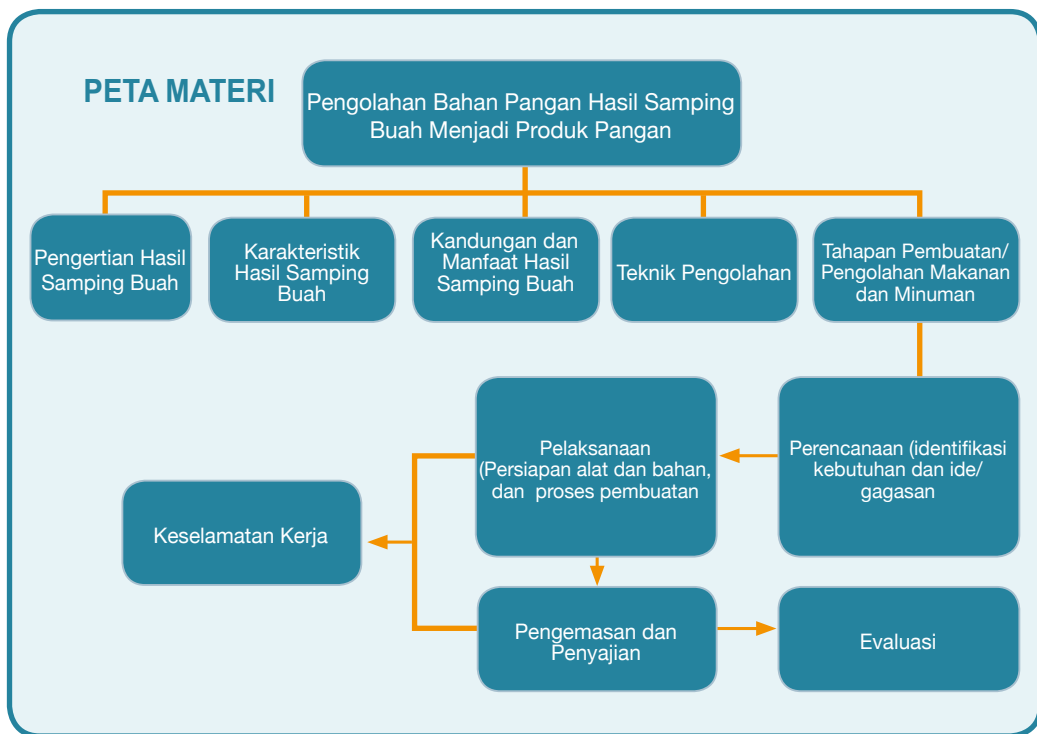 PETA MATERI
Pengolahan Bahan Pangan Hasil Samping
Buah Menjadi Produk Pangan
Pengertian Hasil
Samping Buah
Karakteristik
Hasil Samping
Buah
Kandungan dan
Manfaat Hasil
Samping Buah
Teknik Pengolahan
Tahapan Pembuatan/
Pengolahan Makanan
dan Minuman
Pelaksanaan
(Persiapan alat dan bahan,
dan proses pembuatan
Perencanaan (identifikasi
kebutuhan dan ide/
gagasan
Keselamatan Kerja
Pengemasan dan
Penyajian
Evaluasi